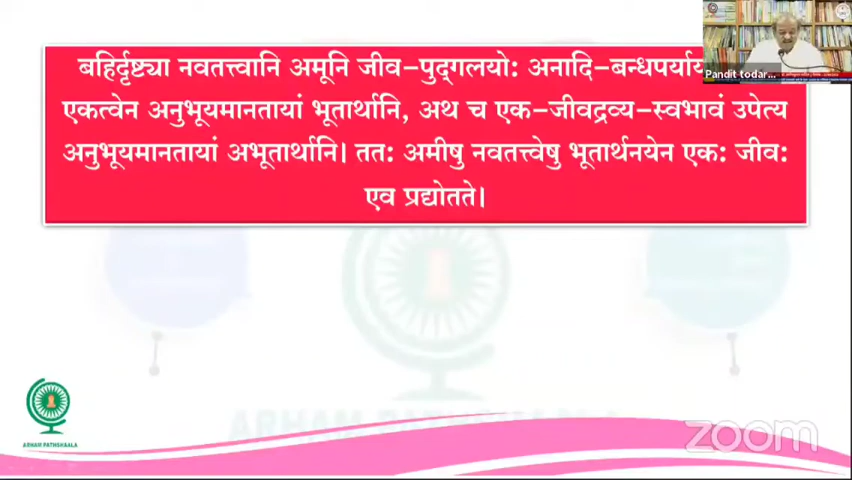 बहिर्दृष्ट्या नवतत्त्वानि अमूनि जीव-पुद्‌गलयो: अनादि-बन्धपर्याय
एकत्वेन अनुभूयमानतायां भूतार्थानि, अथ च एक-जीवद्रव्य-स्वभावं उपेत्य
अनुभूयमानतायां अभूतार्थानि। तत: अमीषु नवतत्त्वेषु भूतार्थनयेन एक: जीव:
एव प्रद्योतते।
Pandit todar...
ARHAM PATHSHAALA
zoom